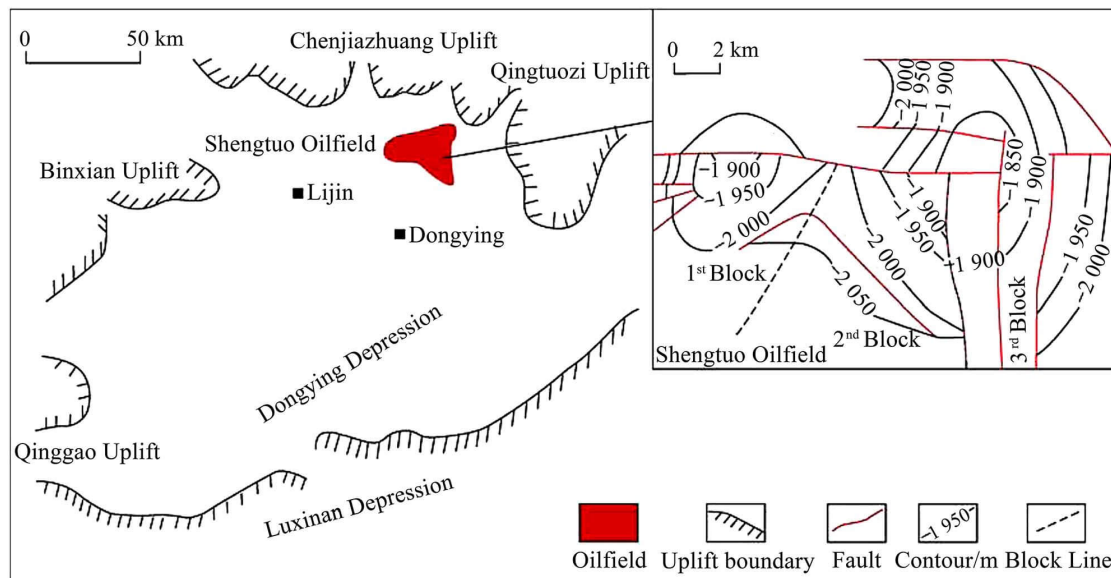 0 50 km
Chenjiazhuang Uplift
Qingtuozi Uplift
Shengtuo Oilfield
Binxian Uplift
Lijin
Dongying
Dongying Depression
Qinggao Uplift
Luxinan Depression
0 2 km
-2 000
-1 950
-1 900
-1 850
-1 900
-1 900
-1 950
-2 000
-1 900
-1 950
-2 000
-1 900
-1 950
-2 000
-2 050
1st Block
2nd Block
3rd Block
Shengtuo Oilfield
-1 950
Oilfield Uplift boundary Fault Contour/m Block Line